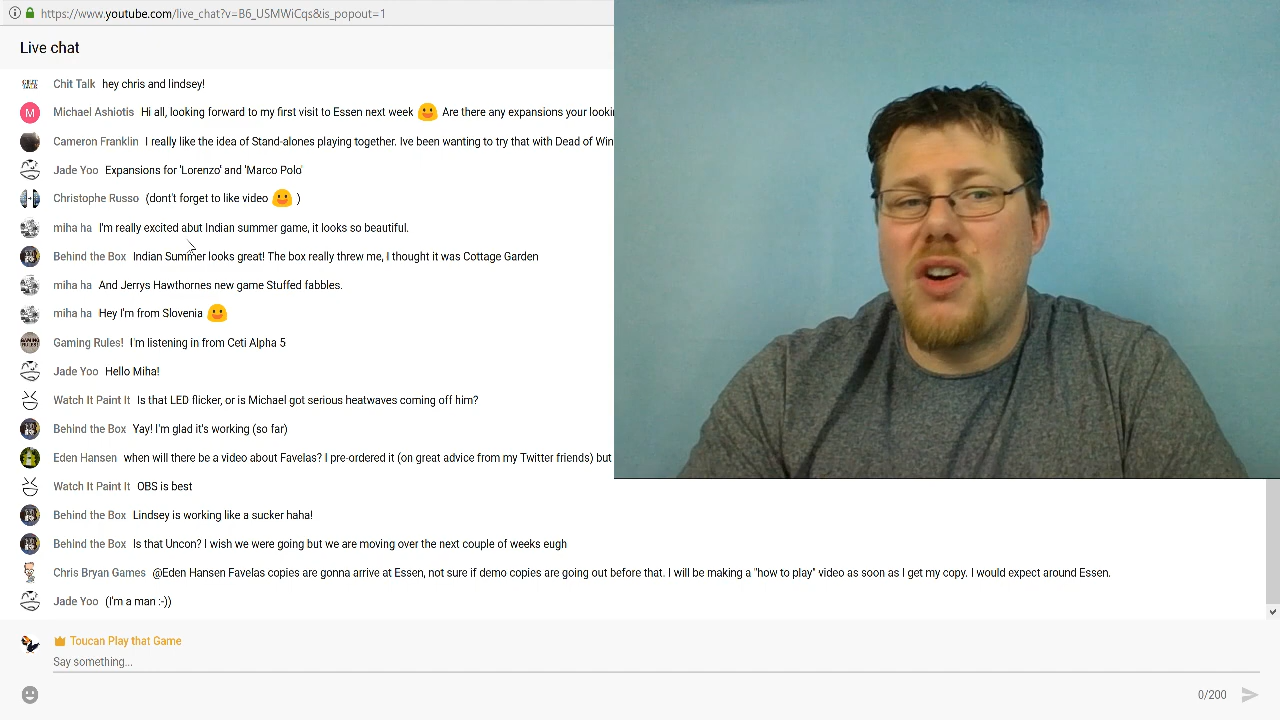 https://www.youtube.com/live_chat?v=B6_USMWiCqs&is_popout=1
Live chat
Chit Talk hey chris and lindsey!
Michael Ashiotis Hi all, looking forward to my first visit to Essen next week Are there any expansions your lookin
Cameron Franklin I really like the idea of Stand-alones playing together. Ive been wanting to try that with Dead of Win
Jade Yoo Expansions for 'Lorenzo' and 'Marco Polo'
Christophe Russo (don't forget to like video )
miha ha I'm really excited abut Indian summer game, it looks so beautiful.
Behind the Box Indian Summer looks great! The box really threw me, I thought it was Cottage Garden
miha ha And Jerrys Hawthornes new game Stuffed fabbles.
miha ha Hey I'm from Slovenia
Gaming Rules! I'm listening in from Ceti Alpha 5
Jade Yoo Hello Miha!
Watch It Paint It Is that LED flicker, or is Michael got serious heatwaves coming off him?
Behind the Box Yay! I'm glad it's working (so far)
Eden Hansen when will there be a video about Favelas? I pre-ordered it (on great advice from my Twitter friends) but
Watch It Paint It OBS is best
Behind the Box Lindsey is working like a sucker haha!
Behind the Box Is that Uncon? I wish we were going but we are moving over the next couple of weeks eugh
Chris Bryan Games @Eden Hansen Favelas copies are gonna arrive at Essen, not sure if demo copies are going out before that. I will be making a "how to play" video as soon as I get my copy. I would expect around Essen.
Jade Yoo (I'm a man :-))
Toucan Play that Game
Say something...
0/200